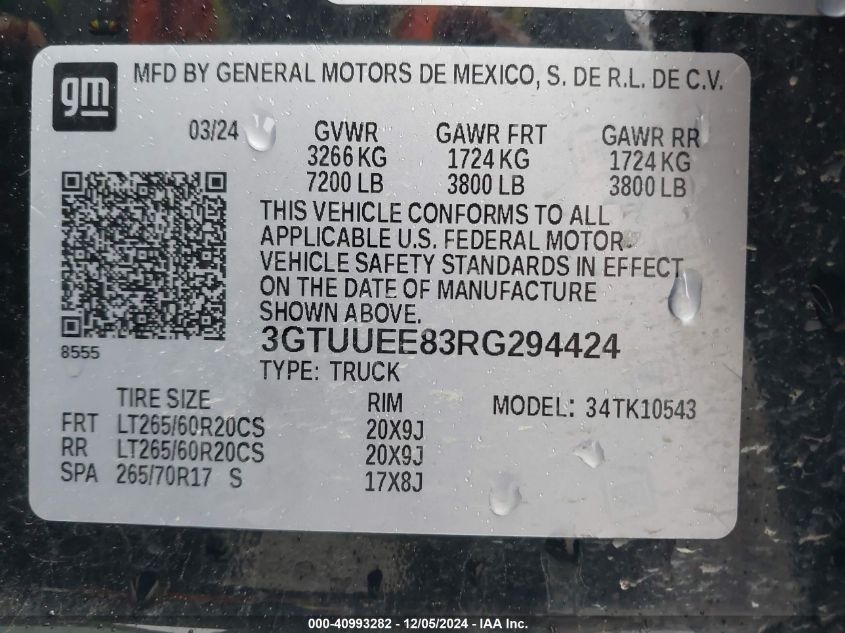 gm
MFD BY GENERAL MOTORS DE MEXICO, S. DE R.L. DE C.V.
03/24 GVWR GAWR FRT GAWR RR
3266 KG 1724 KG 1724 KG
7200 LB 3800 LB 3800 LB
THIS VEHICLE CONFORMS TO ALL
APPLICABLE U.S. FEDERAL MOTOR
VEHICLE SAFETY STANDARDS IN EFFECT
ON THE DATE OF MANUFACTURE
SHOWN ABOVE.
3GTUUEE83RG294424
8555
TYPE: TRUCK
TIRE SIZE RIM MODEL: 34TK10543
FRT LT265/60R20CS 20X9J
RR LT265/60R20CS 20X9J
SPA 265/70R17 S 17X8J
000-40993282 - 12/05/2024 - IAA Inc.